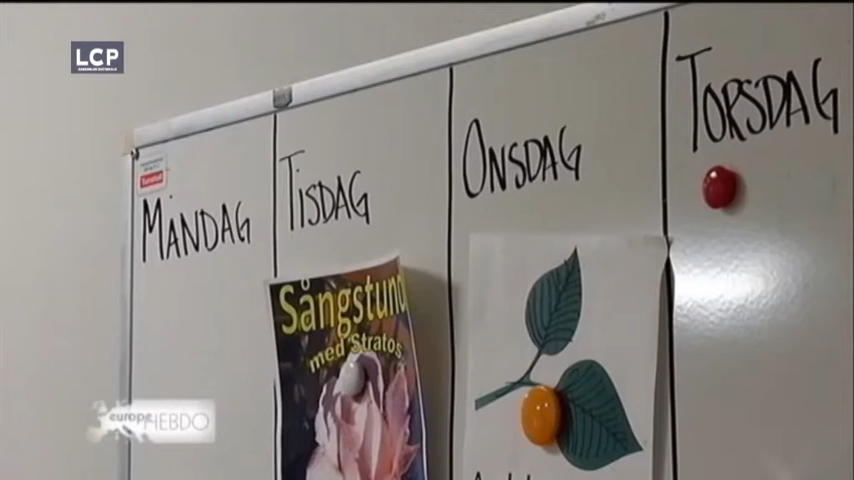 LCP
MÅNDAG
TISDAG
ONSDAG
TORSDAG
Sångstund
med Stratos
europe HEBDO